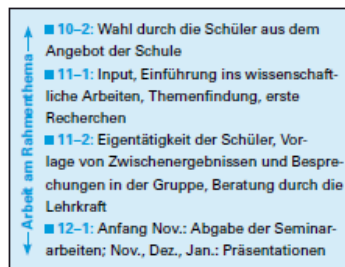 Arbeit am Rahmenthema
■ 10–2: Wahl durch die Schüler aus dem
Angebot der Schule
■ 11–1: Input, Einführung ins wissenschaft-
liche Arbeiten, Themenfindung, erste
Recherchen
■ 11–2: Eigentätigkeit der Schüler, Vor-
lage von Zwischenergebnissen und Bespre-
chungen in der Gruppe, Beratung durch die
Lehrkraft
■ 12–1: Anfang Nov.: Abgabe der Seminar-
arbeiten; Nov., Dez., Jan.: Präsentationen